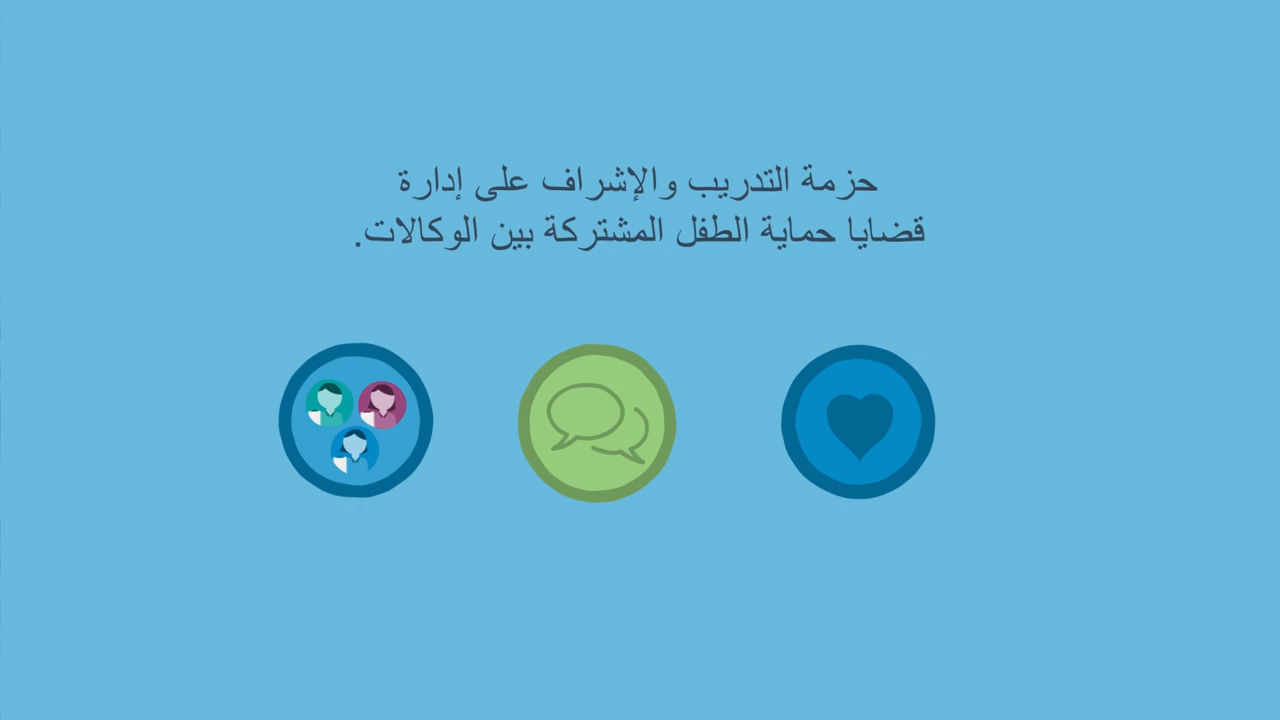 حزمة التدريب والإشراف على إدارة
قضايا حماية الطفل المشتركة بين الوكالات.